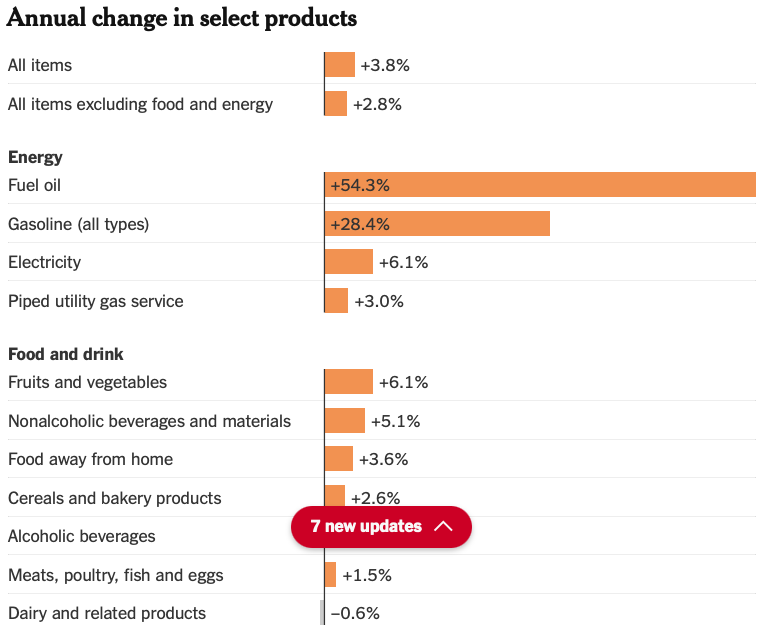 Annual change in select products
All items +3.8%
All items excluding food and energy +2.8%
Energy
Fuel oil +54.3%
Gasoline (all types) +28.4%
Electricity +6.1%
Piped utility gas service +3.0%
Food and drink
Fruits and vegetables +6.1%
Nonalcoholic beverages and materials +5.1%
Food away from home +3.6%
Cereals and bakery products +2.6%
7 new updates
Alcoholic beverages
Meats, poultry, fish and eggs +1.5%
Dairy and related products −0.6%